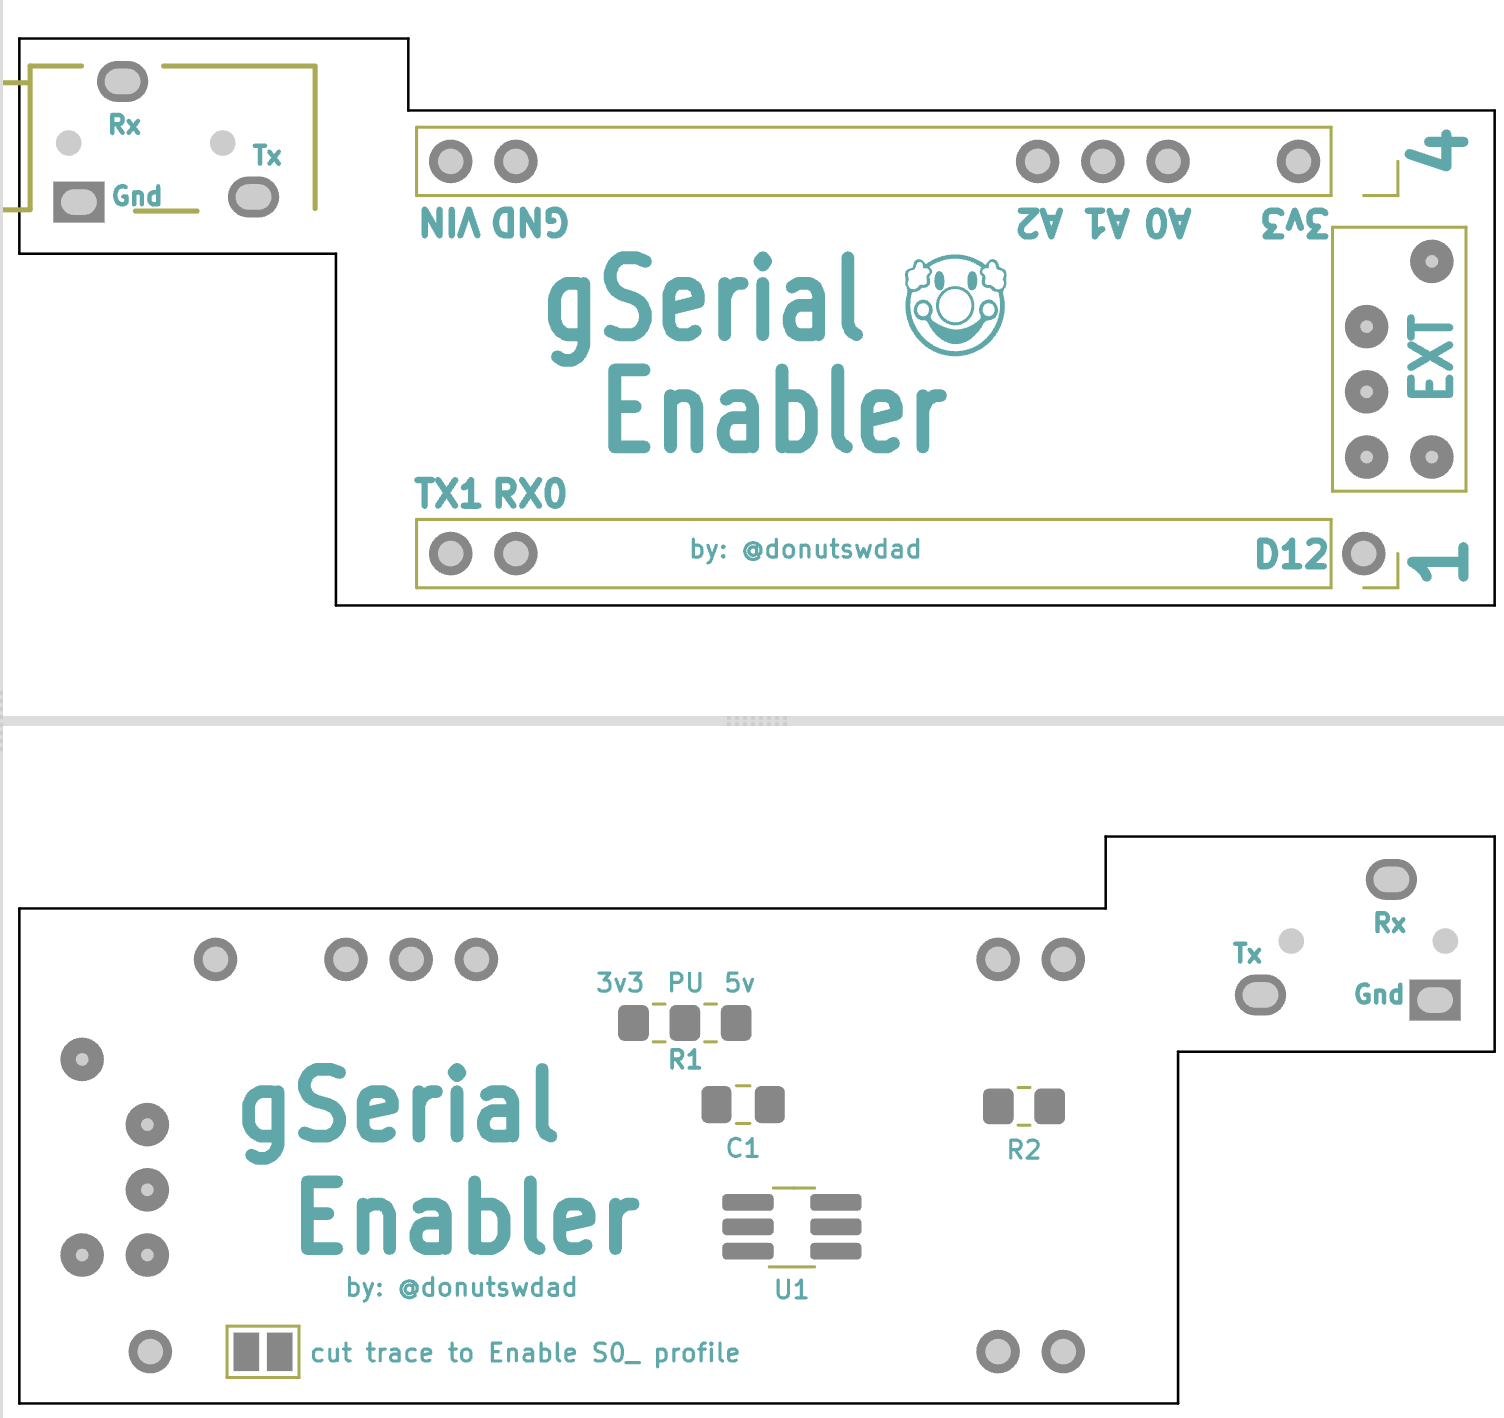 Rx
Tx
Gnd
4
VIN GND A2 A1 A0 3v3
gSerial
Enabler
EXT
TX1 RX0
by: @donutswdad
D12
1
Rx
Tx
Gnd
3v3 PU 5v
R1
gSerial
C1
R2
Enabler
by: @donutswdad
U1
cut trace to Enable S0_ profile